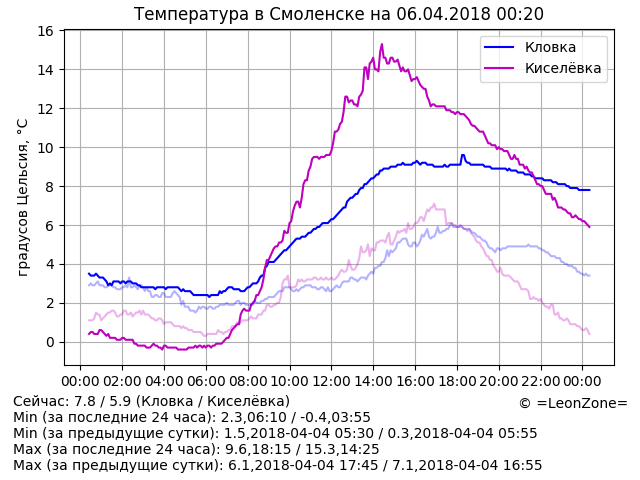 Температура в Смоленске на 06.04.2018 00:20
Кловка
Киселёвка
градусов Цельсия, °C
16
14
12
10
8
6
4
2
0
00:00 02:00 04:00 06:00 08:00 10:00 12:00 14:00 16:00 18:00 20:00 22:00 00:00
Сейчас: 7.8 / 5.9 (Кловка / Киселёвка)
© =LeonZone=
Min (за последние 24 часа): 2.3,06:10 / -0.4,03:55
Min (за предыдущие сутки): 1.5,2018-04-04 05:30 / 0.3,2018-04-04 05:55
Max (за последние 24 часа): 9.6,18:15 / 15.3,14:25
Max (за предыдущие сутки): 6.1,2018-04-04 17:45 / 7.1,2018-04-04 16:55